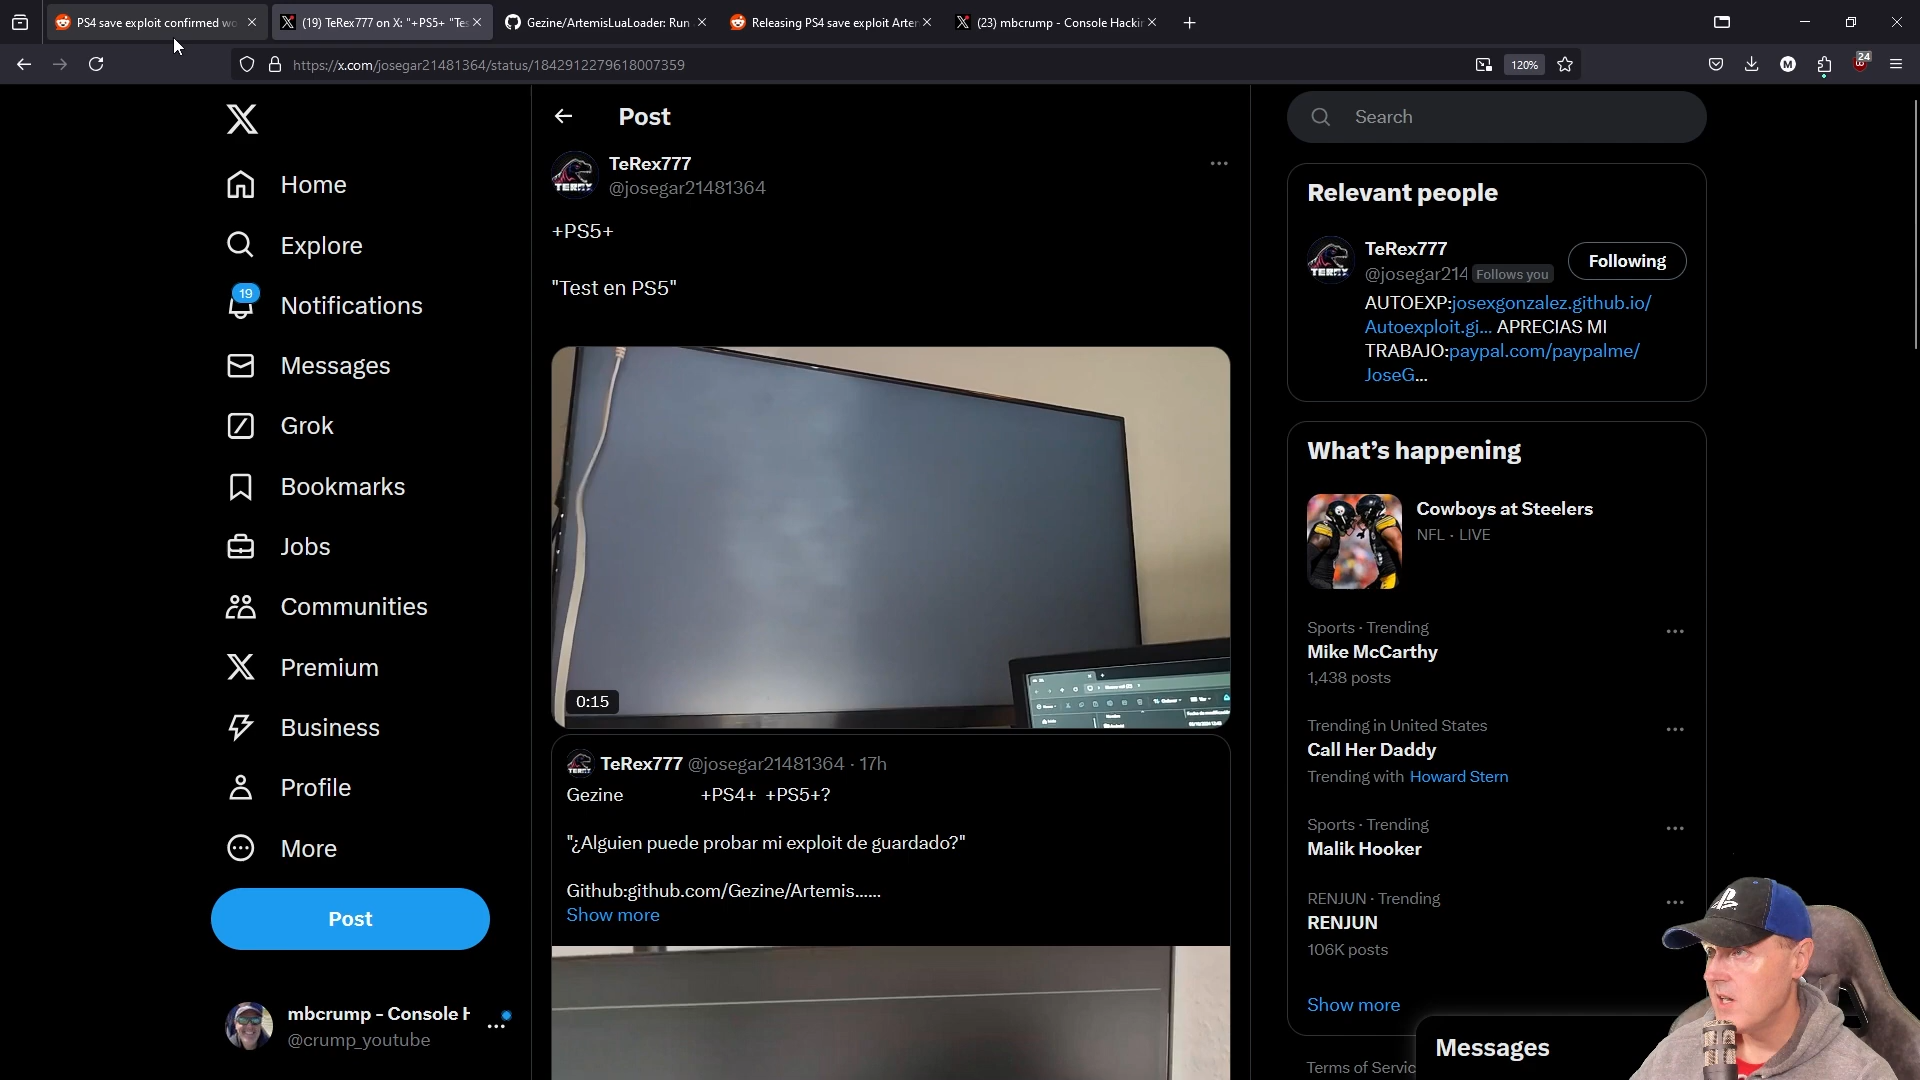 PS4 save exploit confirmed wo
(19) TeRex777 on X: "+PS5+ "Tes
Gezine/ArtemisLuaLoader: Run
Releasing PS4 save exploit Arter
(23) mbcrump - Console Hackin
https://x.com/josegar21481364/status/1842912279618007359
120%
M
24
Home
Explore
19
Notifications
Messages
Grok
Bookmarks
Jobs
Communities
Premium
Business
Profile
More
Post
mbcrump - Console H
@crump_youtube
Post
TeRex777
@josegar21481364
+PS5+
"Test en PS5"
0:15
TeRex777 @josegar21481364 · 17h
Gezine +PS4+ +PS5+?
"¿Alguien puede probar mi exploit de guardado?"
Github:github.com/Gezine/Artemis......
Show more
Search
Relevant people
TeRex777
@josegar214 Follows you
Following
AUTOEXP:josexgonzalez.github.io/
Autoexploit.gi... APRECIAS MI
TRABAJO:paypal.com/paypalme/
JoseG...
What's happening
Cowboys at Steelers
NFL · LIVE
Sports · Trending
Mike McCarthy
1,438 posts
Trending in United States
Call Her Daddy
Trending with Howard Stern
Sports · Trending
Malik Hooker
RENJUN · Trending
RENJUN
106K posts
Show more
Terms of Servic
Messages